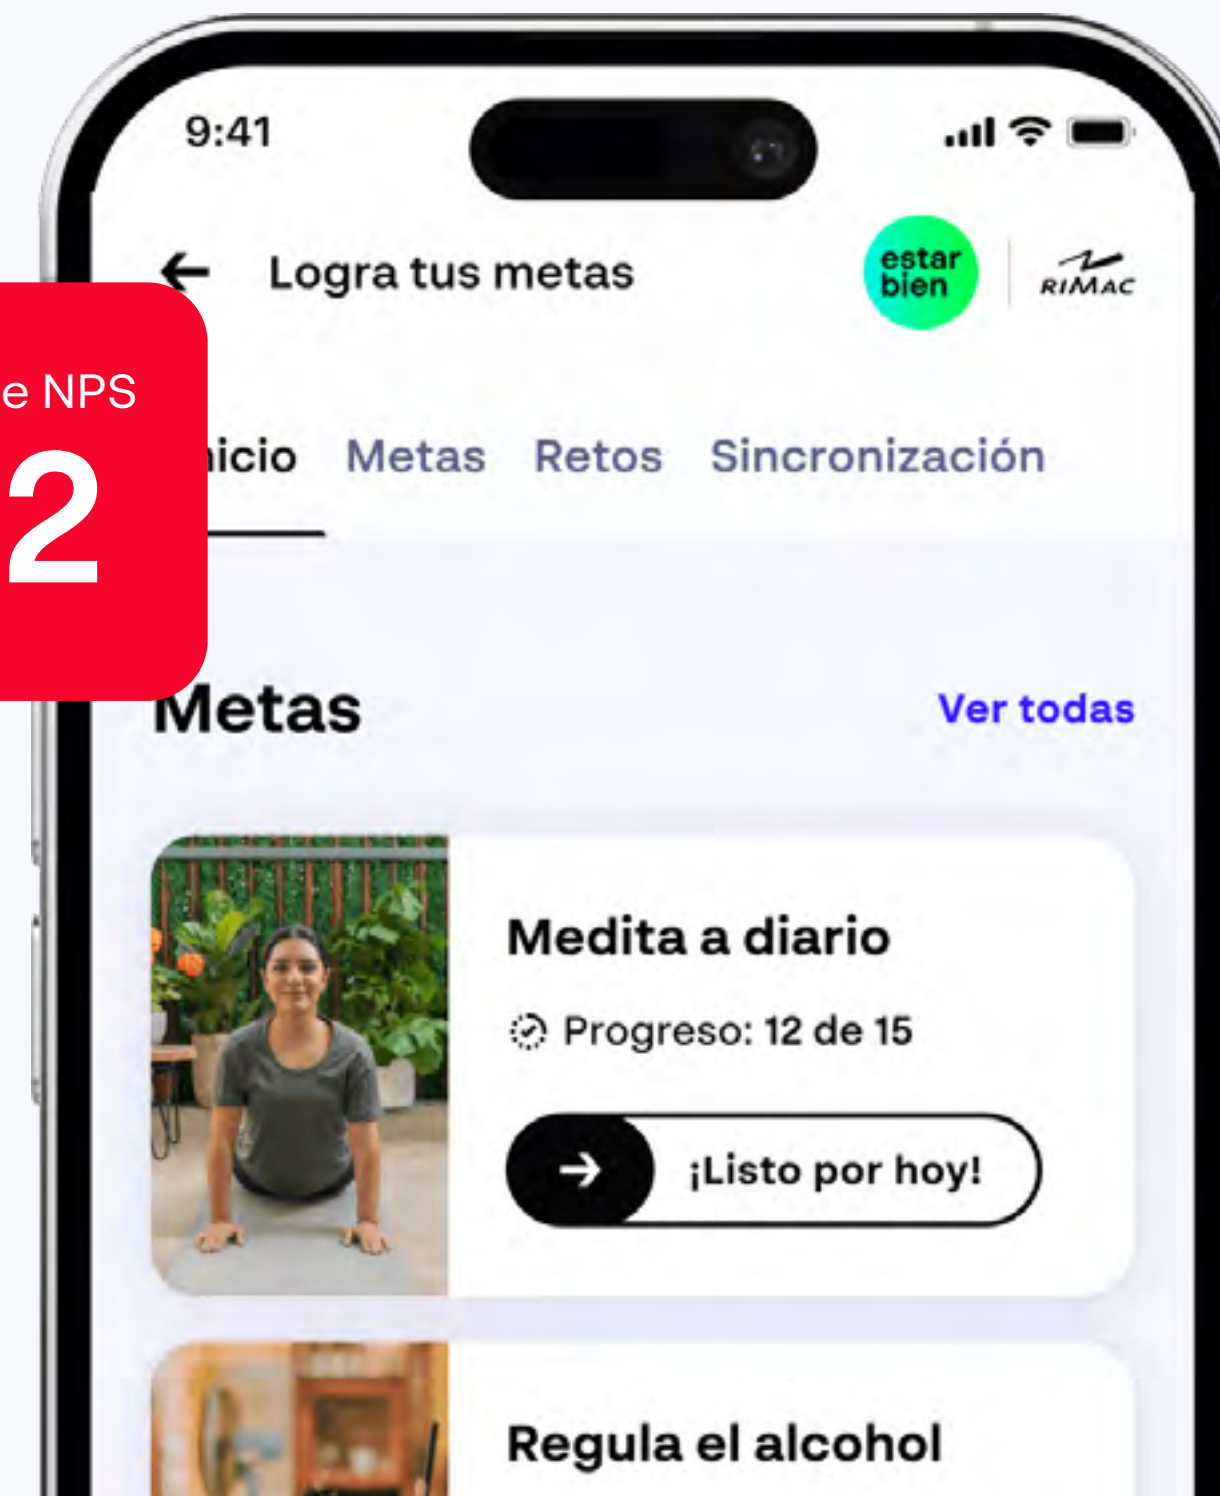 9:41
Logra tus metas
estar
bien
RIMAC
e NPS
2
nicio Metas Retos Sincronización
Metas
Ver todas
Medita a diario
Progreso: 12 de 15
¡Listo por hoy!
Regula el alcohol